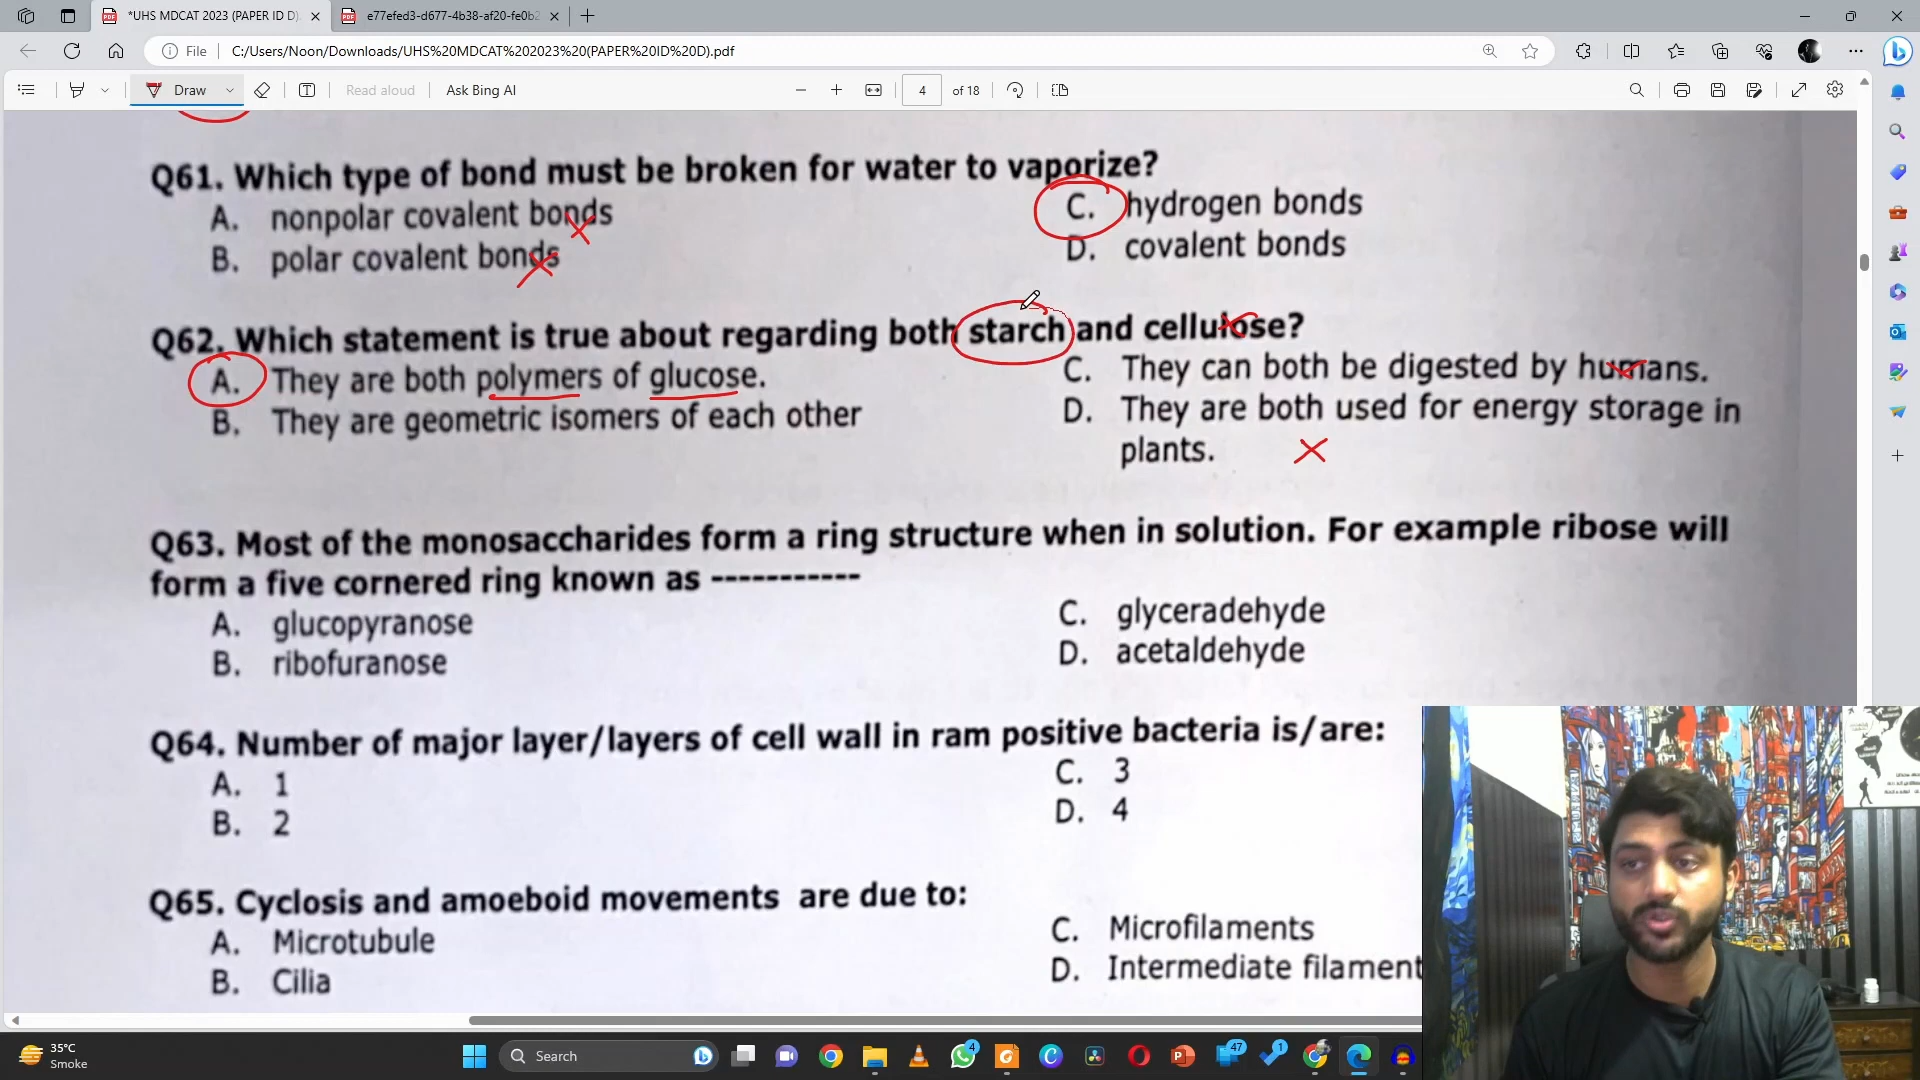 *UHS MDCAT 2023 (PAPER ID D).
e77efed3-d677-4b38-af20-fe0b2
File
C:/Users/Noon/Downloads/UHS%20MDCAT%202023%20(PAPER%20ID%20D).pdf
Draw
Read aloud
Ask Bing AI
4
of 18
Q61. Which type of bond must be broken for water to vaporize?
A. nonpolar covalent bonds
C. hydrogen bonds
B. polar covalent bonds
D. covalent bonds
Q62. Which statement is true about regarding both starch and cellulose?
A. They are both polymers of glucose.
C. They can both be digested by humans.
B. They are geometric isomers of each other
D. They are both used for energy storage in
plants.
Q63. Most of the monosaccharides form a ring structure when in solution. For example ribose will
form a five cornered ring known as -----------
A. glucopyranose
C. glyceradehyde
B. ribofuranose
D. acetaldehyde
Q64. Number of major layer/layers of cell wall in ram positive bacteria is/are:
A. 1
C. 3
B. 2
D. 4
Q65. Cyclosis and amoeboid movements are due to:
A. Microtubule
C. Microfilaments
B. Cilia
D. Intermediate filament
35°C
Smoke
Search
4
47
1